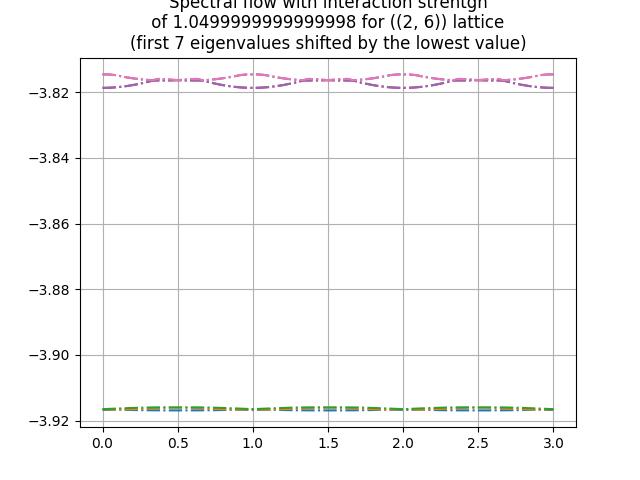 Spectral flow with interaction strength
of 1.0499999999999998 for ((2, 6)) lattice
(first 7 eigenvalues shifted by the lowest value)
−3.82
−3.84
−3.86
−3.88
−3.90
−3.92
0.0 0.5 1.0 1.5 2.0 2.5 3.0